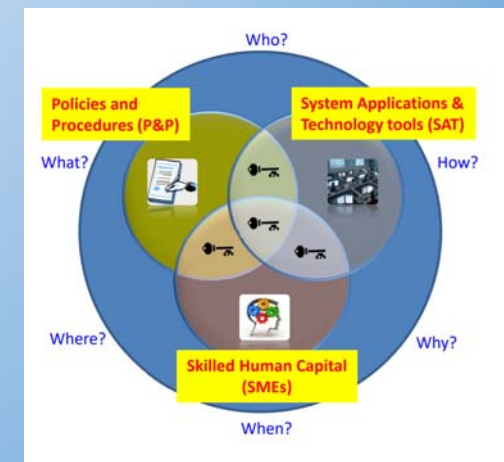 Who?
Policies and
Procedures (P&P)
System Applications &
Technology tools (SAT)
What?
How?
Where?
Why?
Skilled Human Capital
(SMEs)
When?